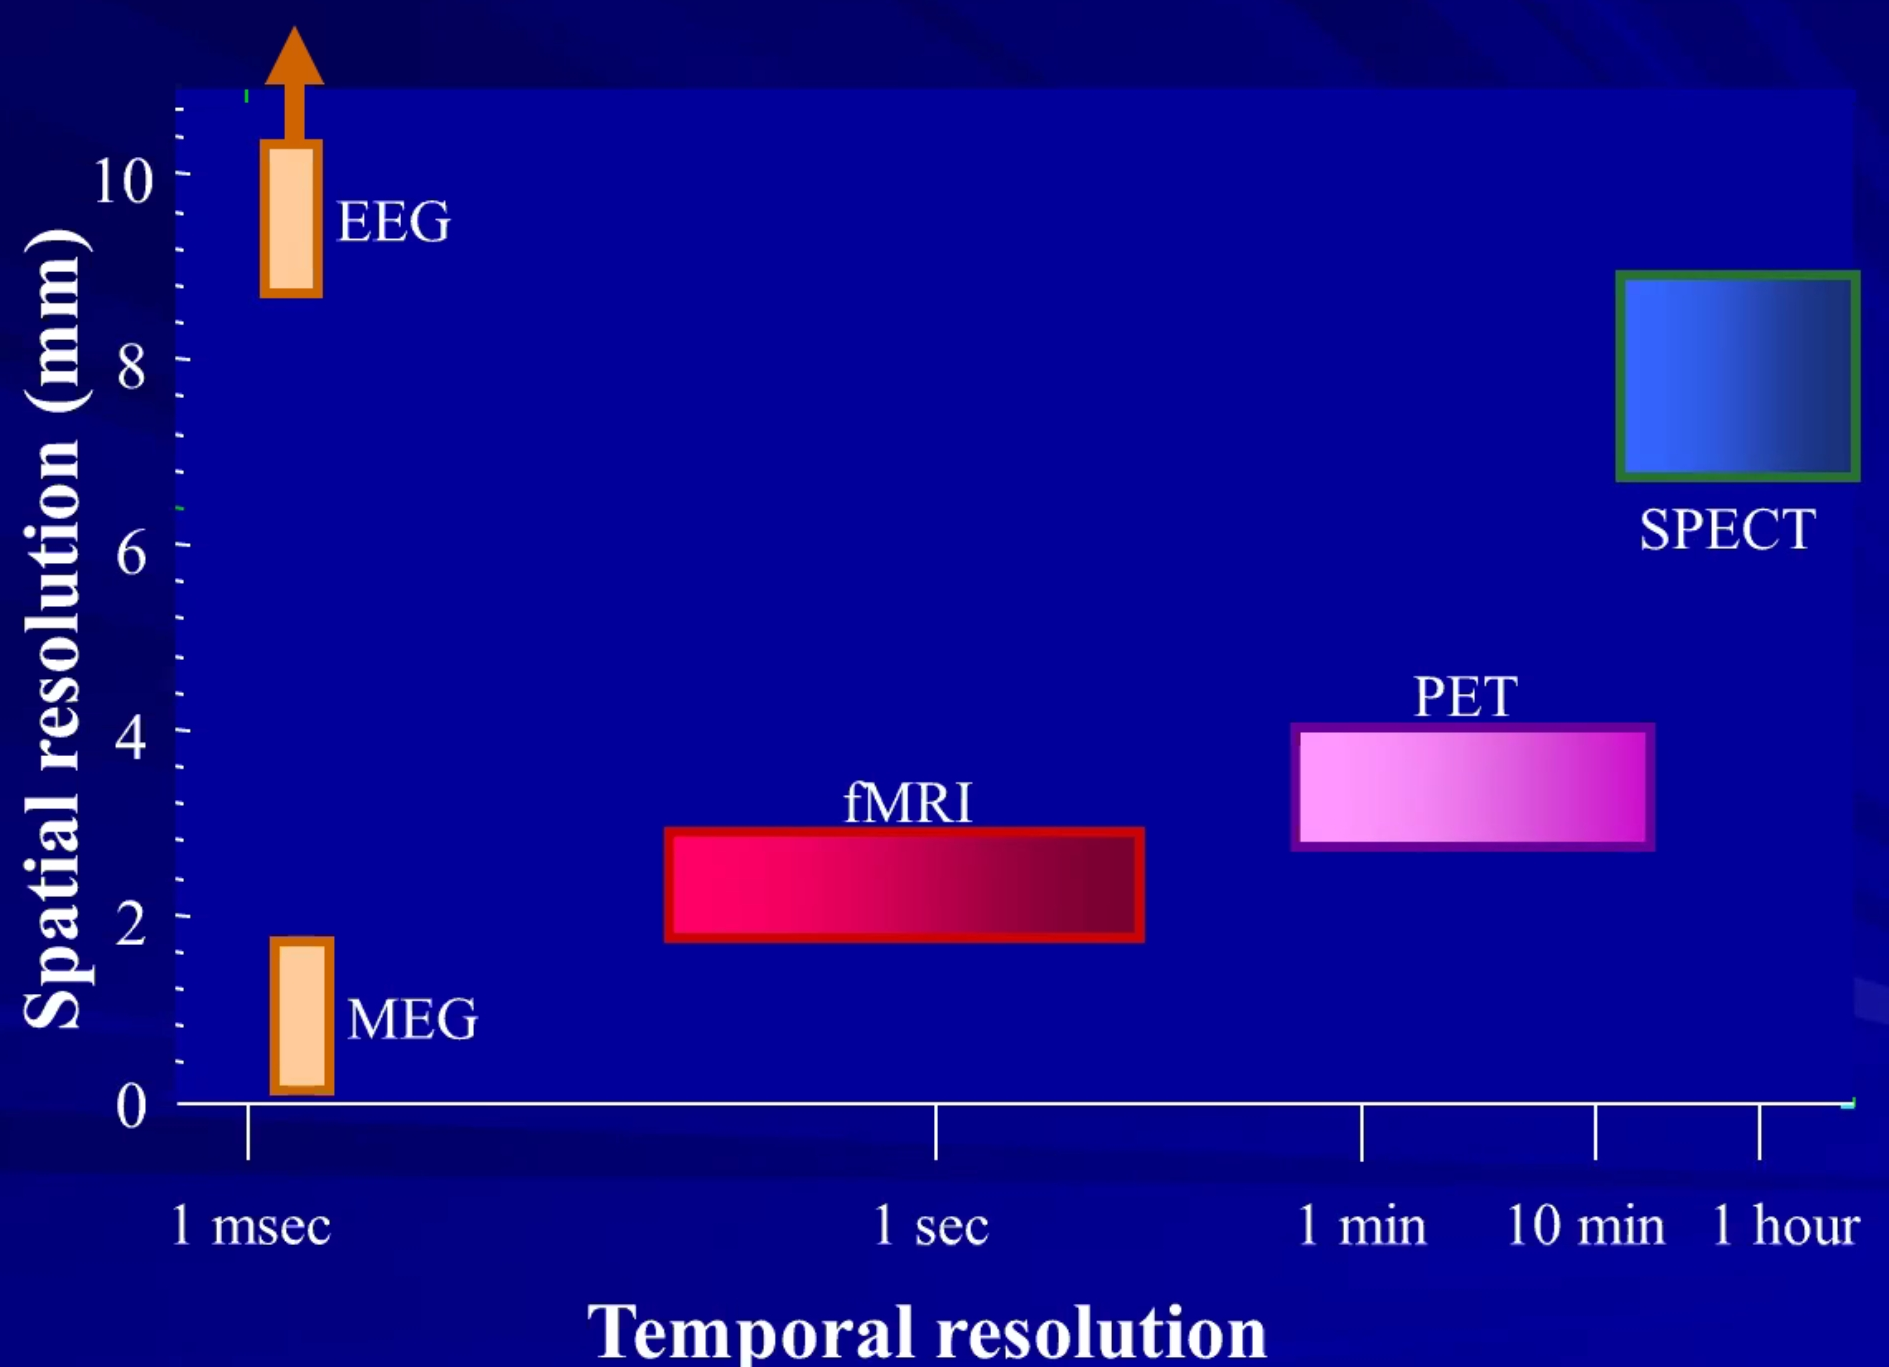 10
EEG
8
6
SPECT
PET
4
fMRI
2
MEG
0
Spatial resolution (mm)
1 msec
1 sec
1 min
10 min
1 hour
Temporal resolution